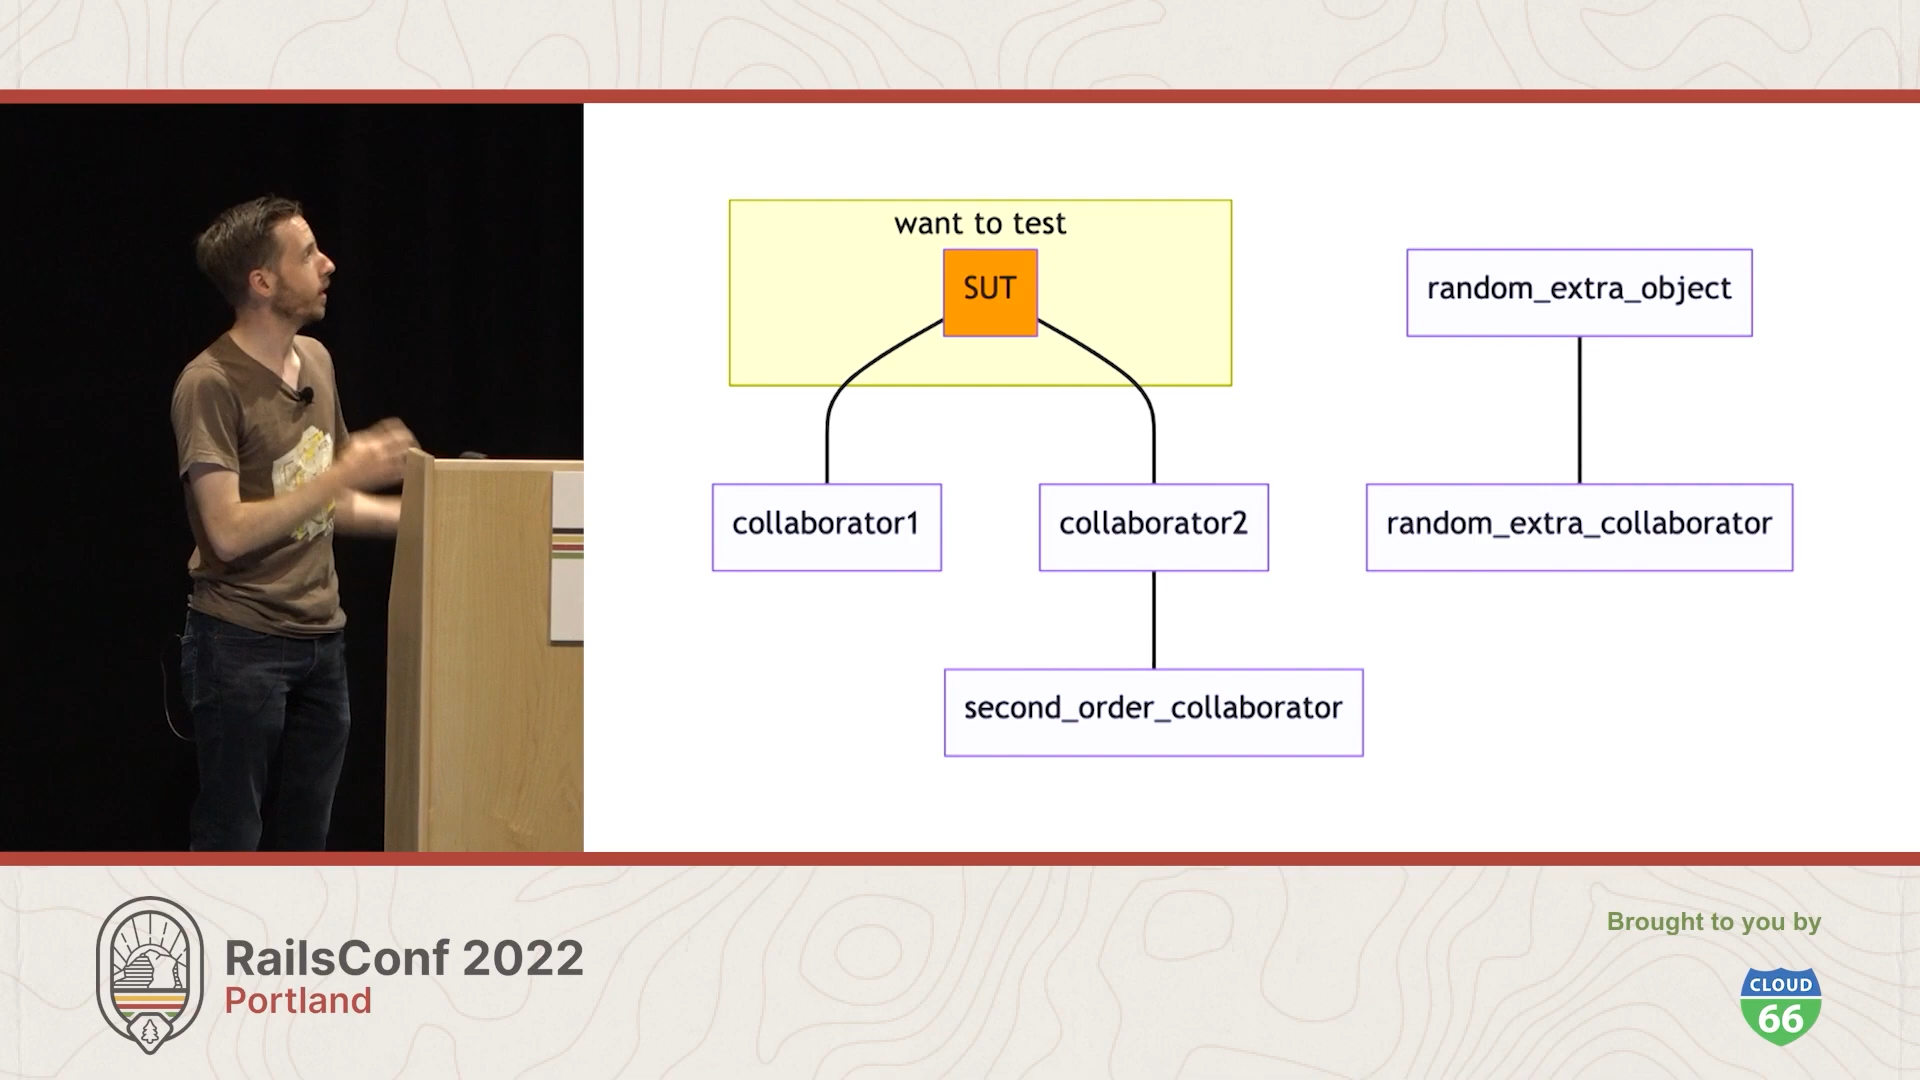 want to test
SUT
random_extra_object
collaborator1
collaborator2
random_extra_collaborator
second_order_collaborator
RailsConf 2022
Portland
Brought to you by
CLOUD
66